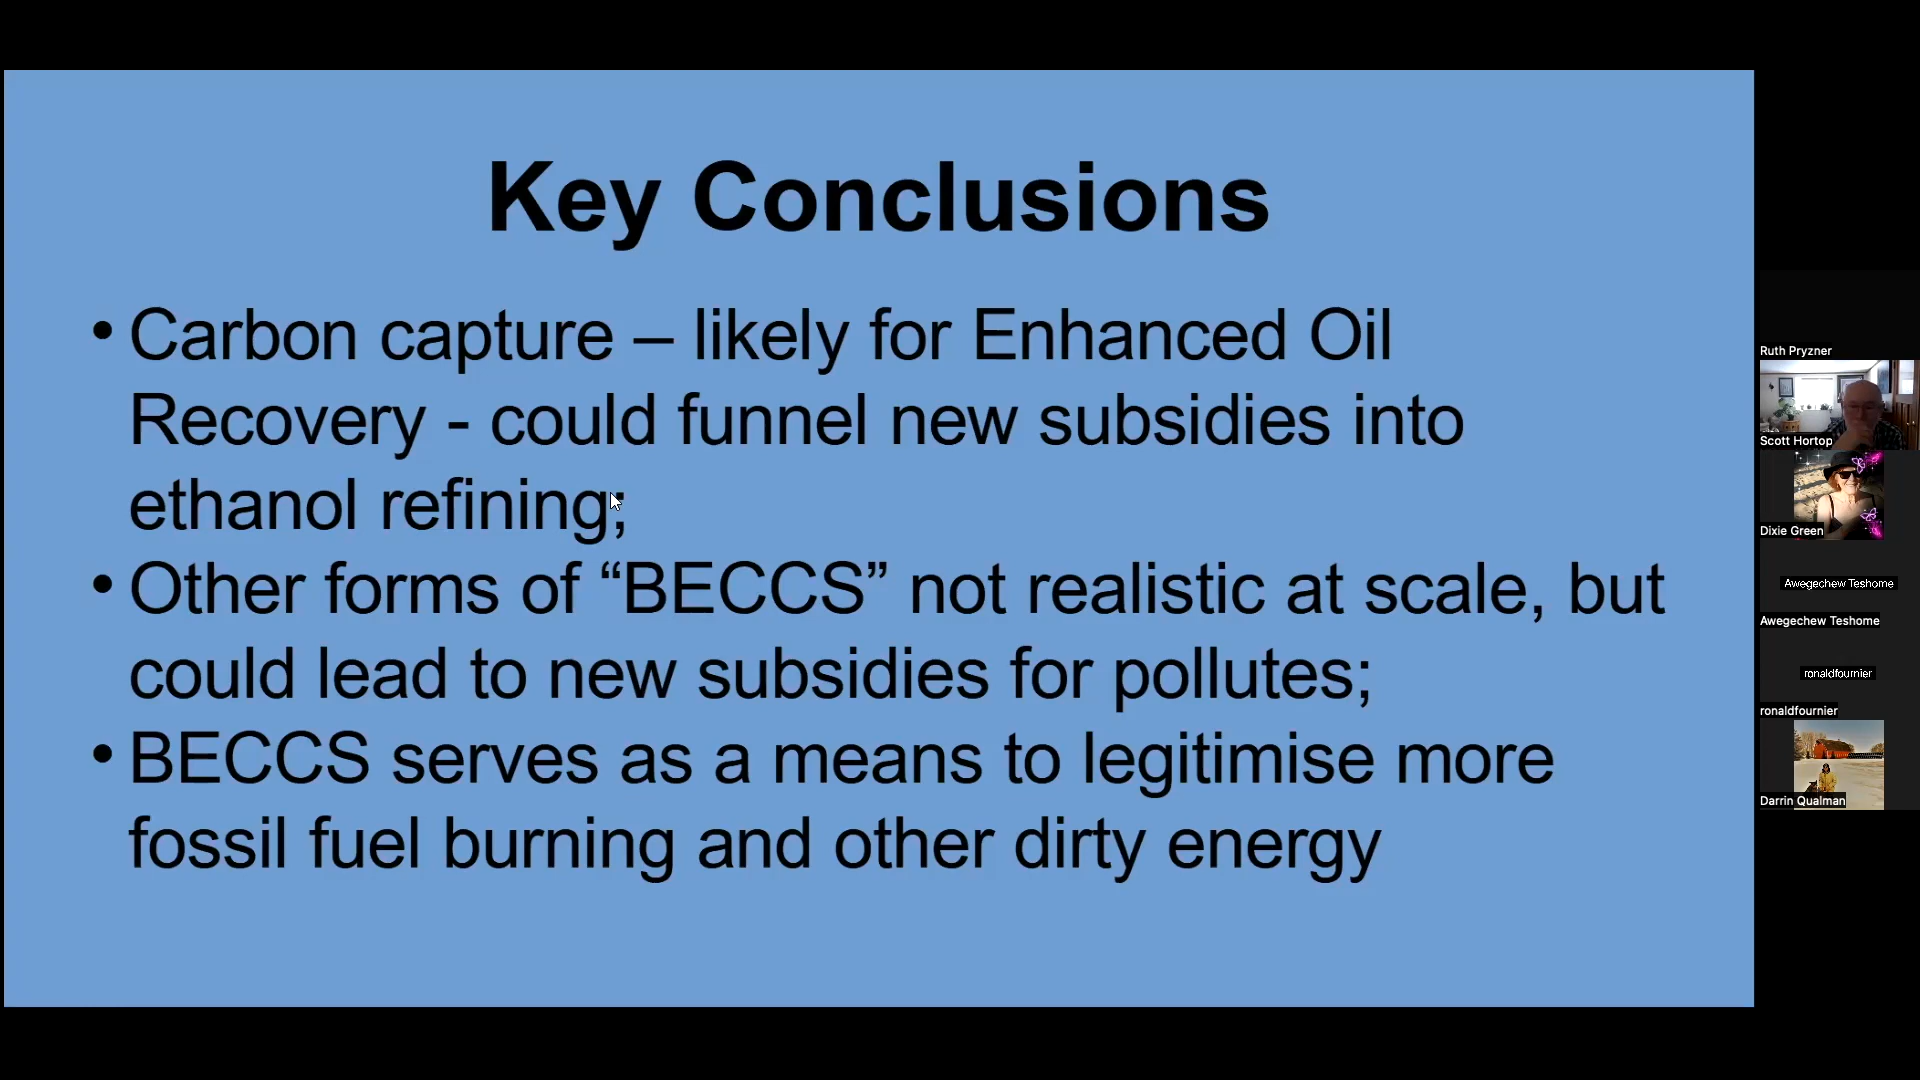 Key Conclusions
• Carbon capture – likely for Enhanced Oil
Recovery - could funnel new subsidies into
ethanol refining;
• Other forms of “BECCS” not realistic at scale, but
could lead to new subsidies for pollutes;
• BECCS serves as a means to legitimise more
fossil fuel burning and other dirty energy
Ruth Pryzner
Scott Hortop
Dixie Green
Awegechew Teshome
Awegechew Teshome
ronaldfournier
ronaldfournier
Darrin Qualman